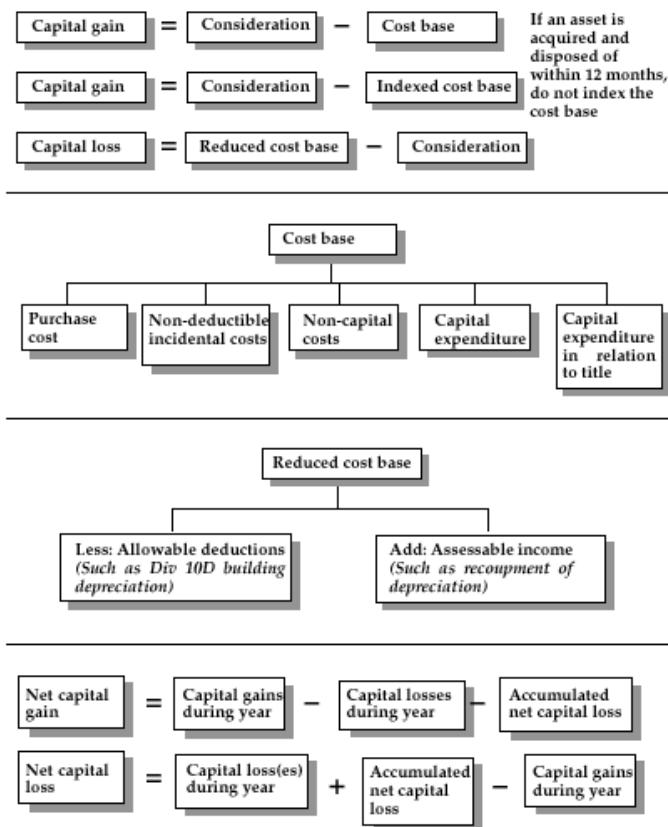 Capital gain = Consideration − Cost base
If an asset is
acquired and
disposed of
within 12 months,
do not index the
cost base
Capital gain = Consideration − Indexed cost base
Capital loss = Reduced cost base − Consideration
Cost base
Purchase
cost
Non-deductible
incidental costs
Non-capital
costs
Capital
expenditure
Capital
expenditure
in relation
to title
Reduced cost base
Less: Allowable deductions
(Such as Div 10D building
depreciation)
Add: Assessable income
(Such as recoupment of
depreciation)
Net capital
gain
=
Capital gains
during year
−
Capital losses
during year
−
Accumulated
net capital loss
Net capital
loss
=
Capital loss(es)
during year
+
Accumulated
net capital
loss
−
Capital gains
during year